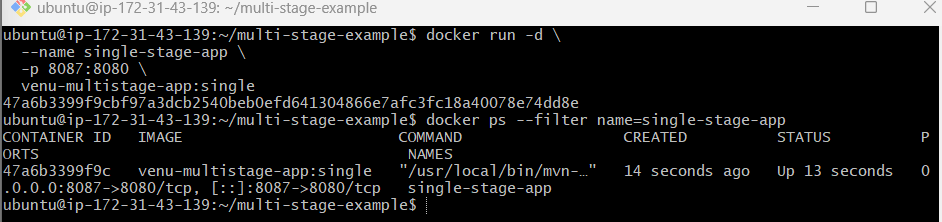 ubuntu@ip-172-31-43-139: ~/multi-stage-example
ubuntu@ip-172-31-43-139:~/multi-stage-example$ docker run -d \
  --name single-stage-app \
  -p 8087:8080 \
  venu-multistage-app:single
47a6b3399f9cbf97a3dcb2540beb0efd641304866e7afc3fc18a40078e74dd8e
ubuntu@ip-172-31-43-139:~/multi-stage-example$ docker ps --filter name=single-stage-app
CONTAINER ID   IMAGE                        COMMAND                  CREATED          STATUS          P
ORTS                                         NAMES
47a6b3399f9c   venu-multistage-app:single   "/usr/local/bin/mvn-…"   14 seconds ago   Up 13 seconds   0
.0.0.0:8087->8080/tcp, [::]:8087->8080/tcp   single-stage-app
ubuntu@ip-172-31-43-139:~/multi-stage-example$